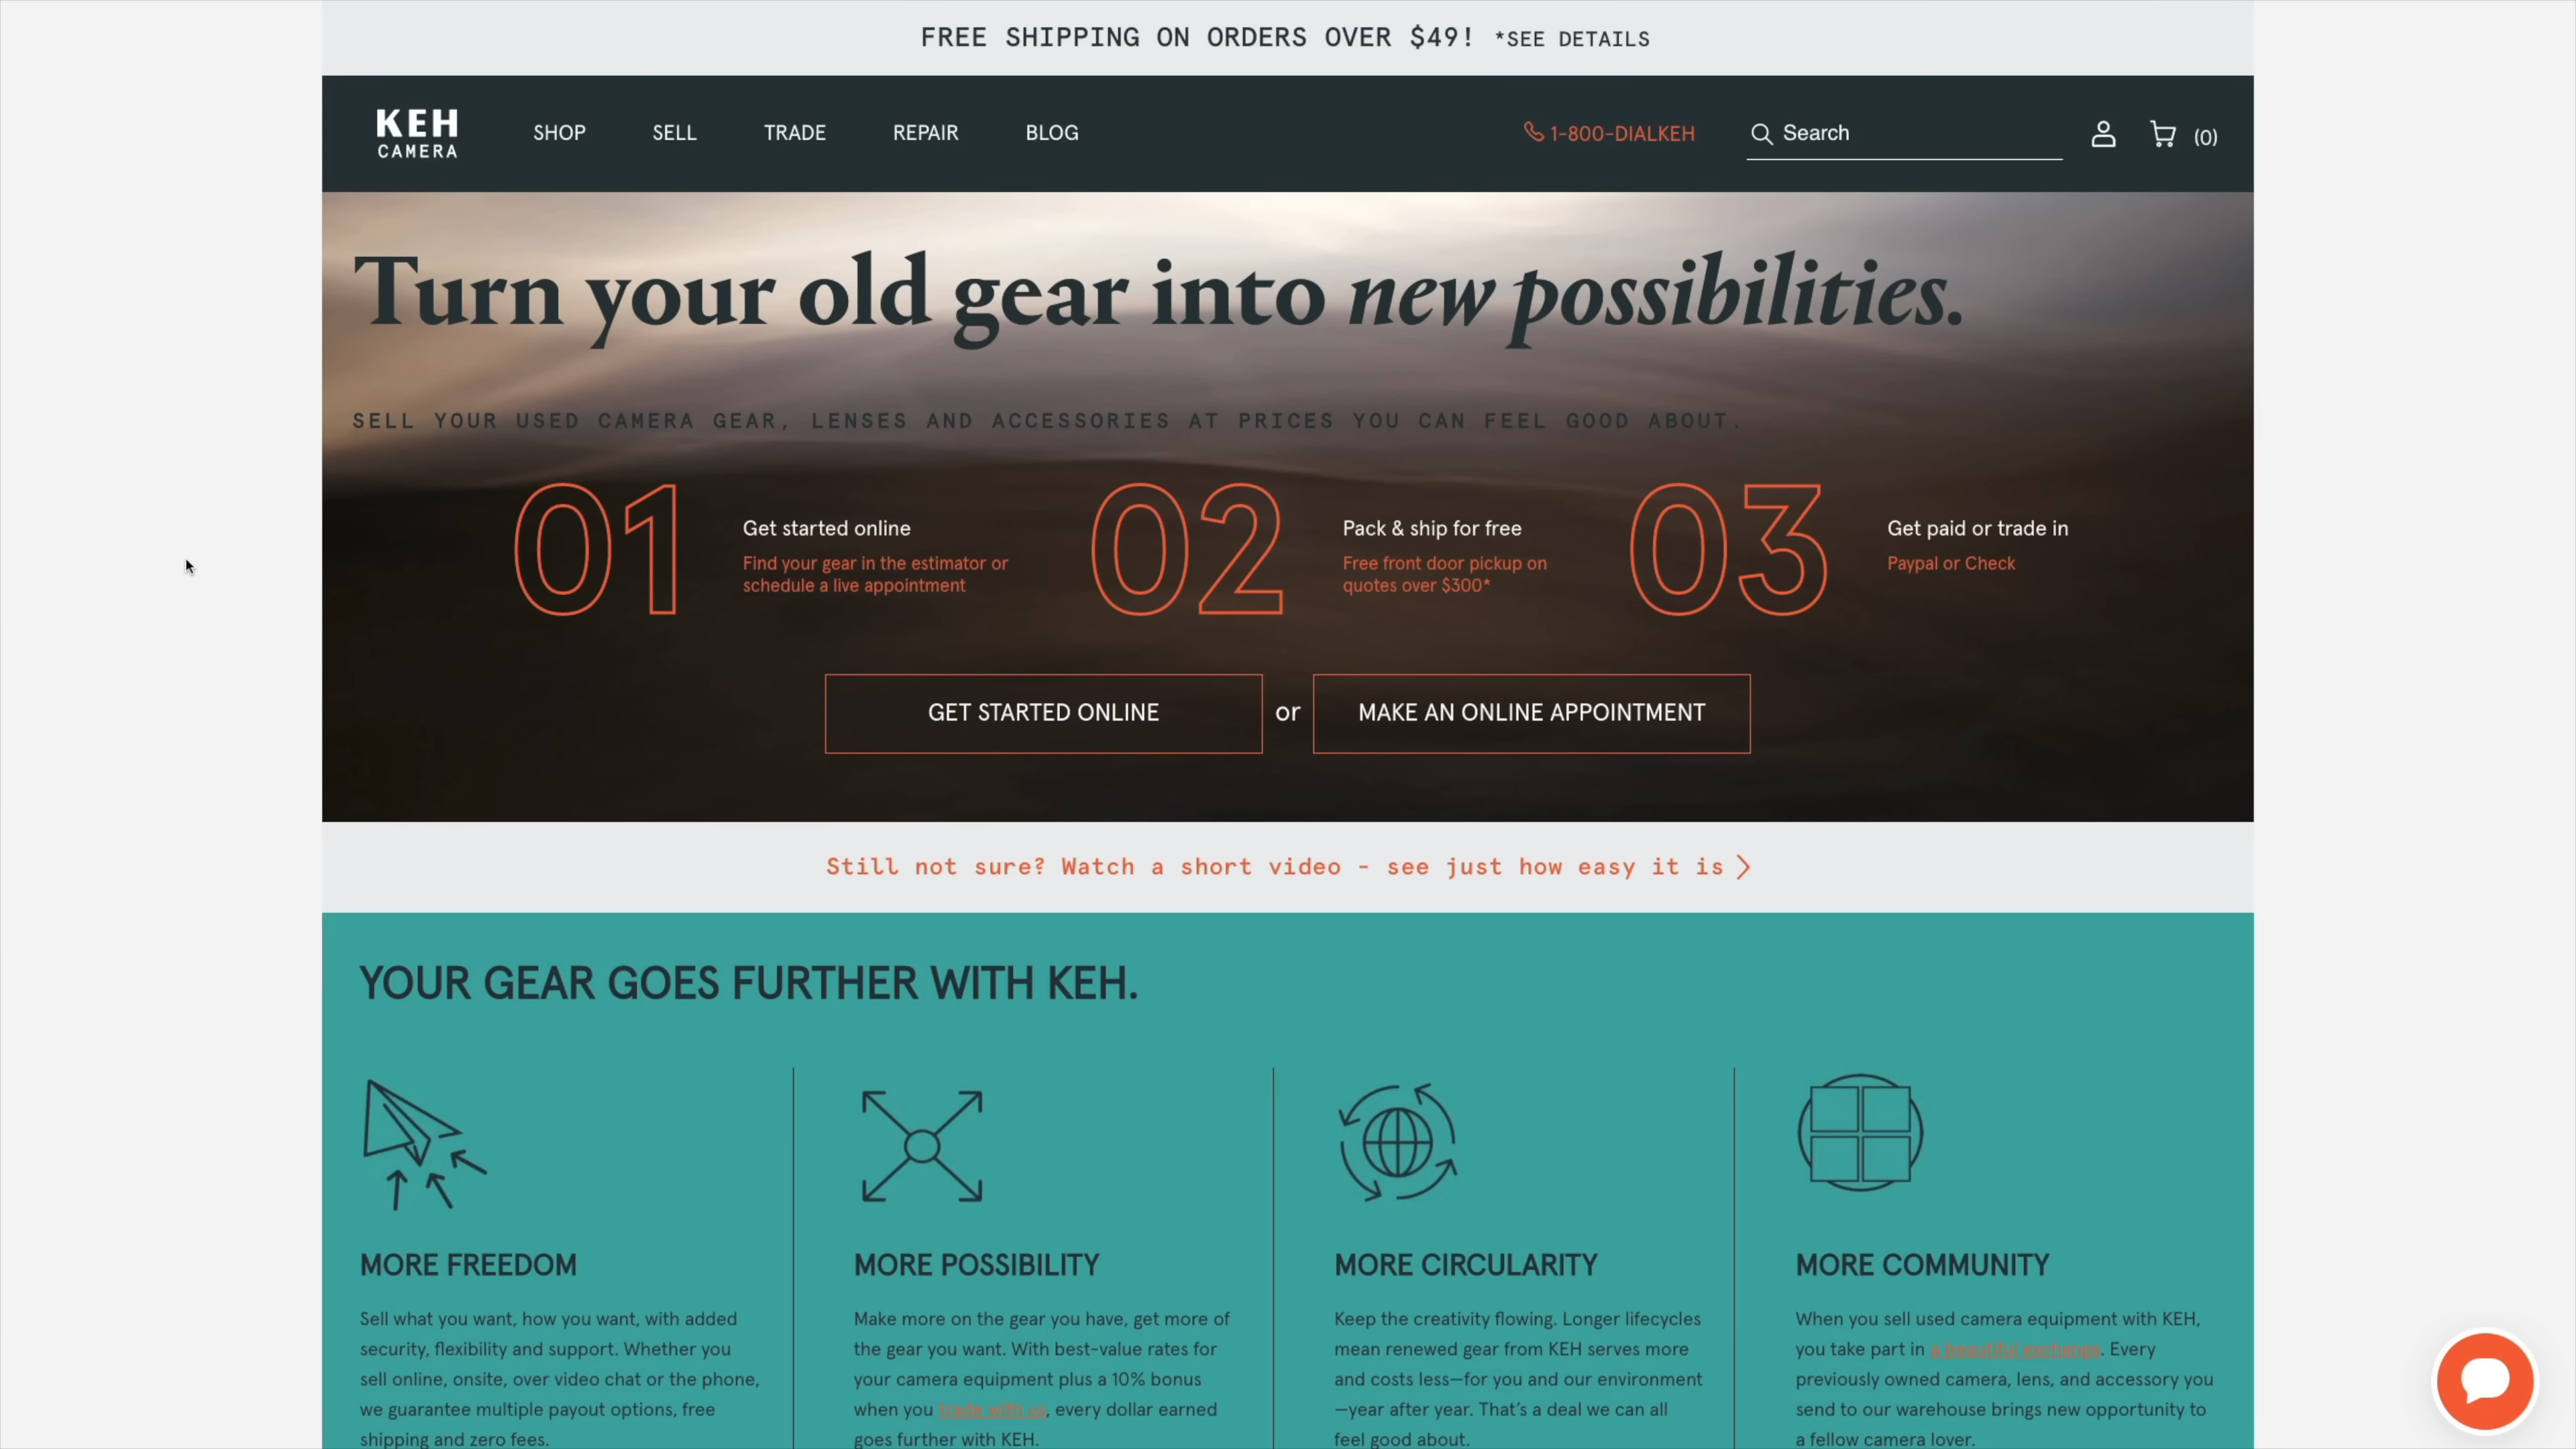 FREE SHIPPING ON ORDERS OVER $49! *SEE DETAILS
KEH
CAMERA
SHOP
SELL
TRADE
REPAIR
BLOG
1-800-DIALKEH
Search
(0)
Turn your old gear into new possibilities.
SELL YOUR USED CAMERA GEAR, LENSES AND ACCESSORIES AT PRICES YOU CAN FEEL GOOD ABOUT.
01
Get started online
Find your gear in the estimator or
schedule a live appointment
02
Pack & ship for free
Free front door pickup on
quotes over $300*
03
Get paid or trade in
Paypal or Check
GET STARTED ONLINE
or
MAKE AN ONLINE APPOINTMENT
Still not sure? Watch a short video - see just how easy it is
YOUR GEAR GOES FURTHER WITH KEH.
MORE FREEDOM
Sell what you want, how you want, with added
security, flexibility and support. Whether you
sell online, onsite, over video chat or the phone,
we guarantee multiple payout options, free
shipping and zero fees.
MORE POSSIBILITY
Make more on the gear you have, get more of
the gear you want. With best-value rates for
your camera equipment plus a 10% bonus
when you trade with us, every dollar earned
goes further with KEH.
MORE CIRCULARITY
Keep the creativity flowing. Longer lifecycles
mean renewed gear from KEH serves more
and costs less—for you and our environment
—year after year. That's a deal we can all
feel good about.
MORE COMMUNITY
When you sell used camera equipment with KEH,
you take part in a beautiful exchange. Every
previously owned camera, lens, and accessory you
send to our warehouse brings new opportunity to
a fellow camera lover.